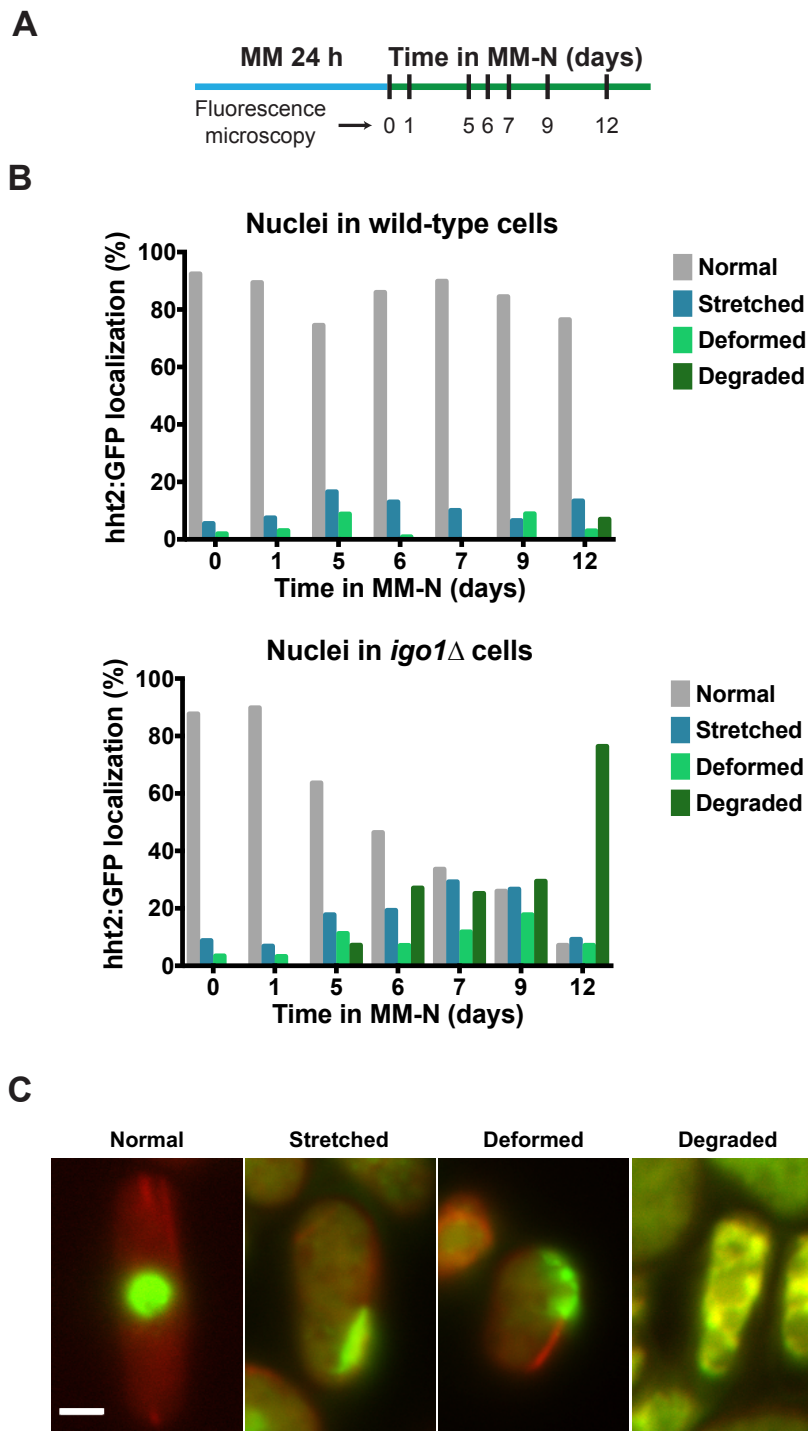 A
MM 24 h Time in MM-N (days)
Fluorescence
microscopy
0 1 5 6 7 9 12
B
Nuclei in wild-type cells
hht2:GFP localization (%)
100
80
60
40
20
0
0 1 5 6 7 9 12
Time in MM-N (days)
Normal
Stretched
Deformed
Degraded
Nuclei in igo1Δ cells
hht2:GFP localization (%)
100
80
60
40
20
0
0 1 5 6 7 9 12
Time in MM-N (days)
Normal
Stretched
Deformed
Degraded
C
Normal Stretched Deformed Degraded